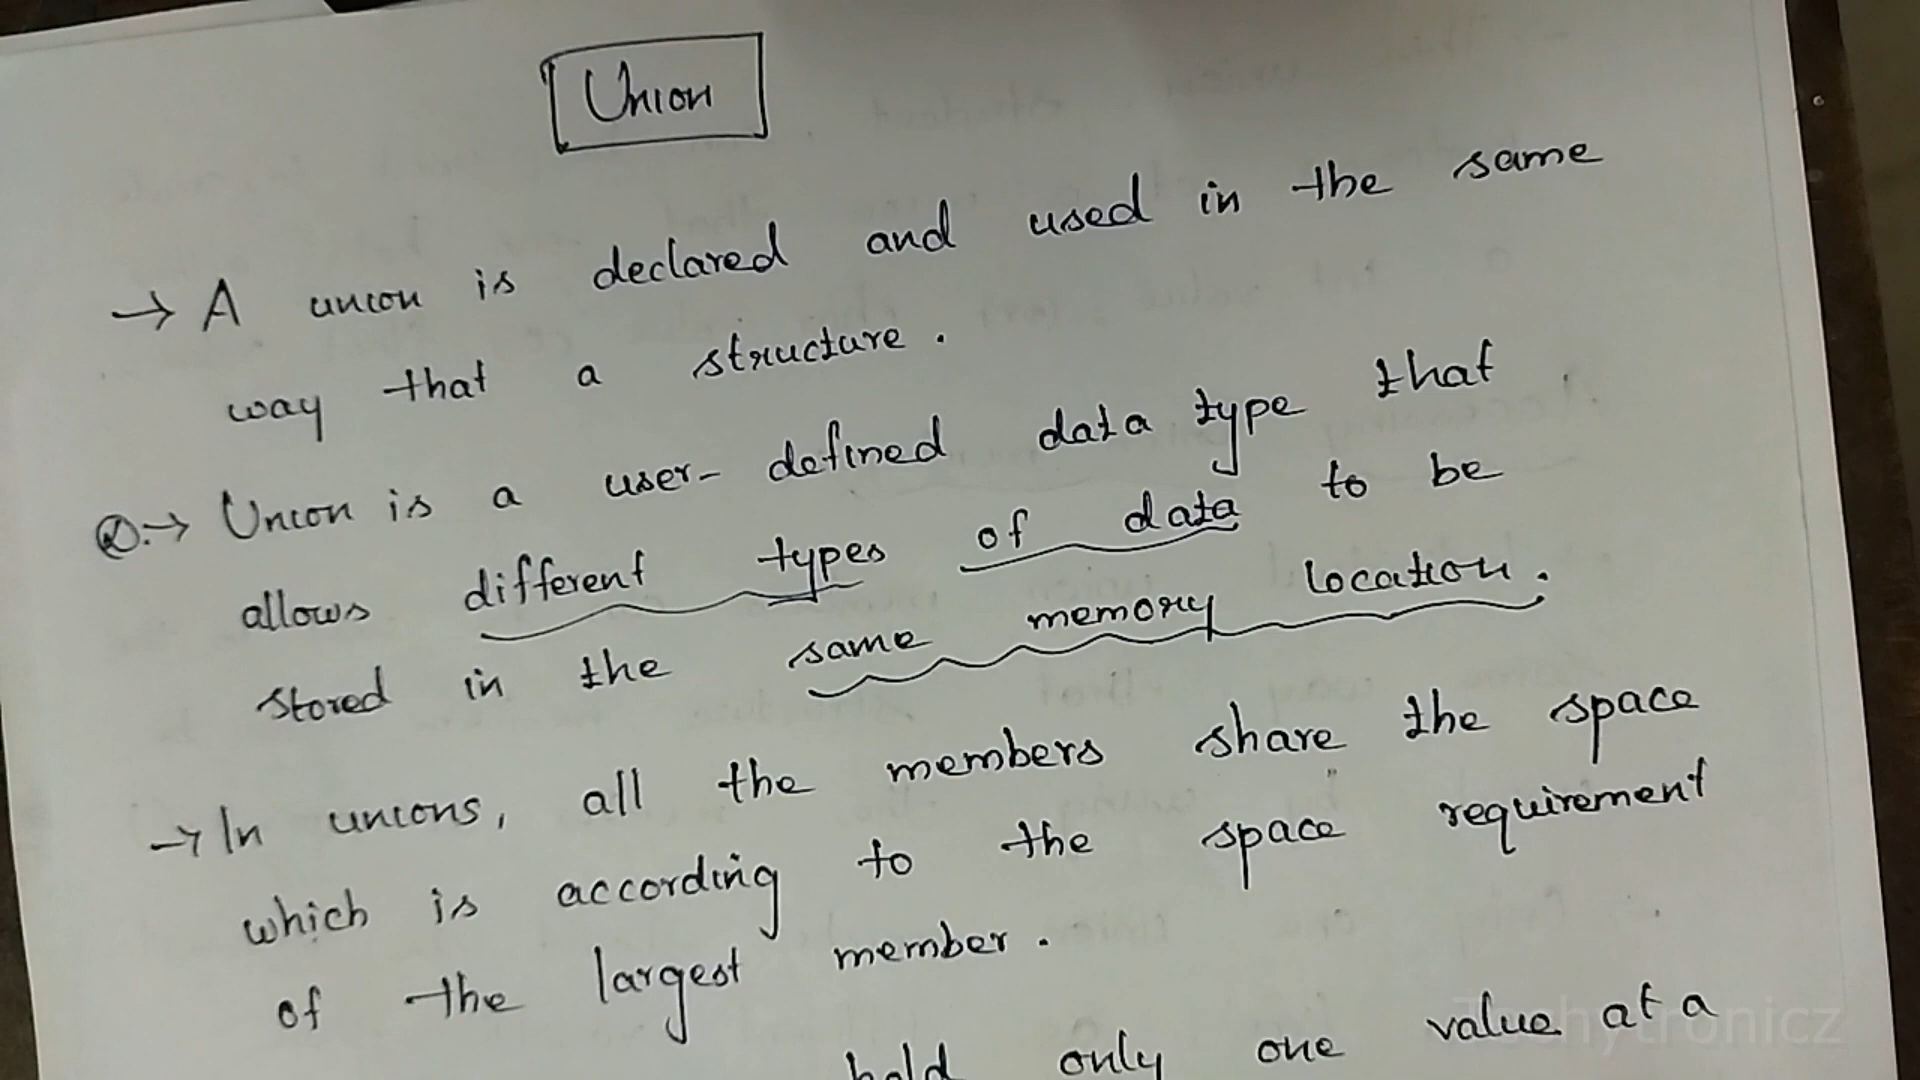 Union
→ A union is declared and used in the same
way that a structure.
→ Union is a user-defined data type that
allows different types of data to be
stored in the same memory location.
→ In unions, all the members share the space
which is according to the space requirement
of the largest member.
hold only one value at a
Techytronicz